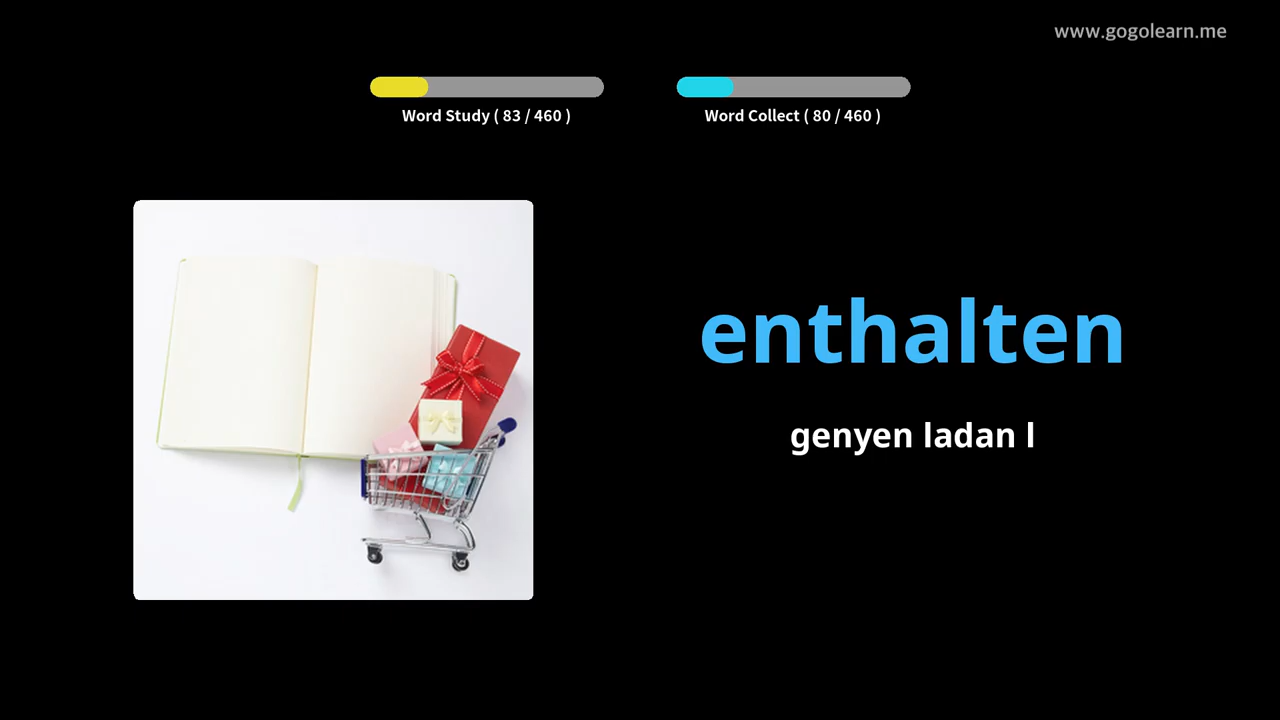 www.gogolearn.me
Word Study ( 83 / 460 )
Word Collect ( 80 / 460 )
enthalten
genyen ladan l